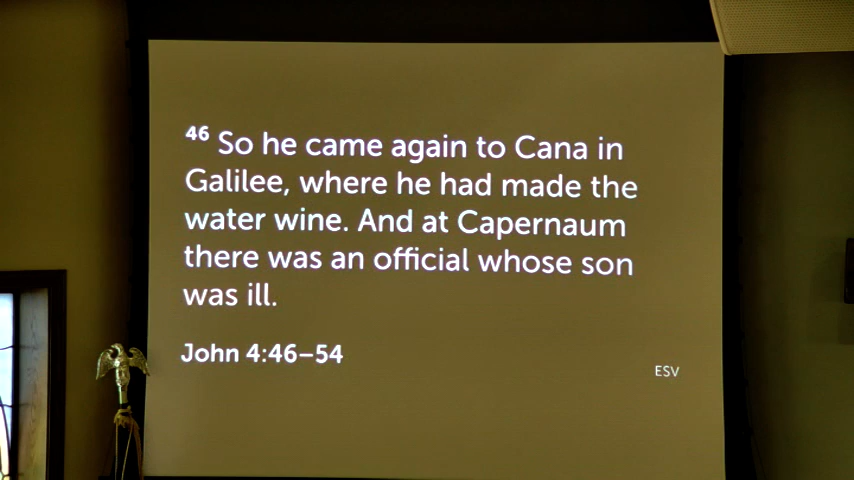 46 So he came again to Cana in
Galilee, where he had made the
water wine. And at Capernaum
there was an official whose son
was ill.
John 4:46–54
ESV